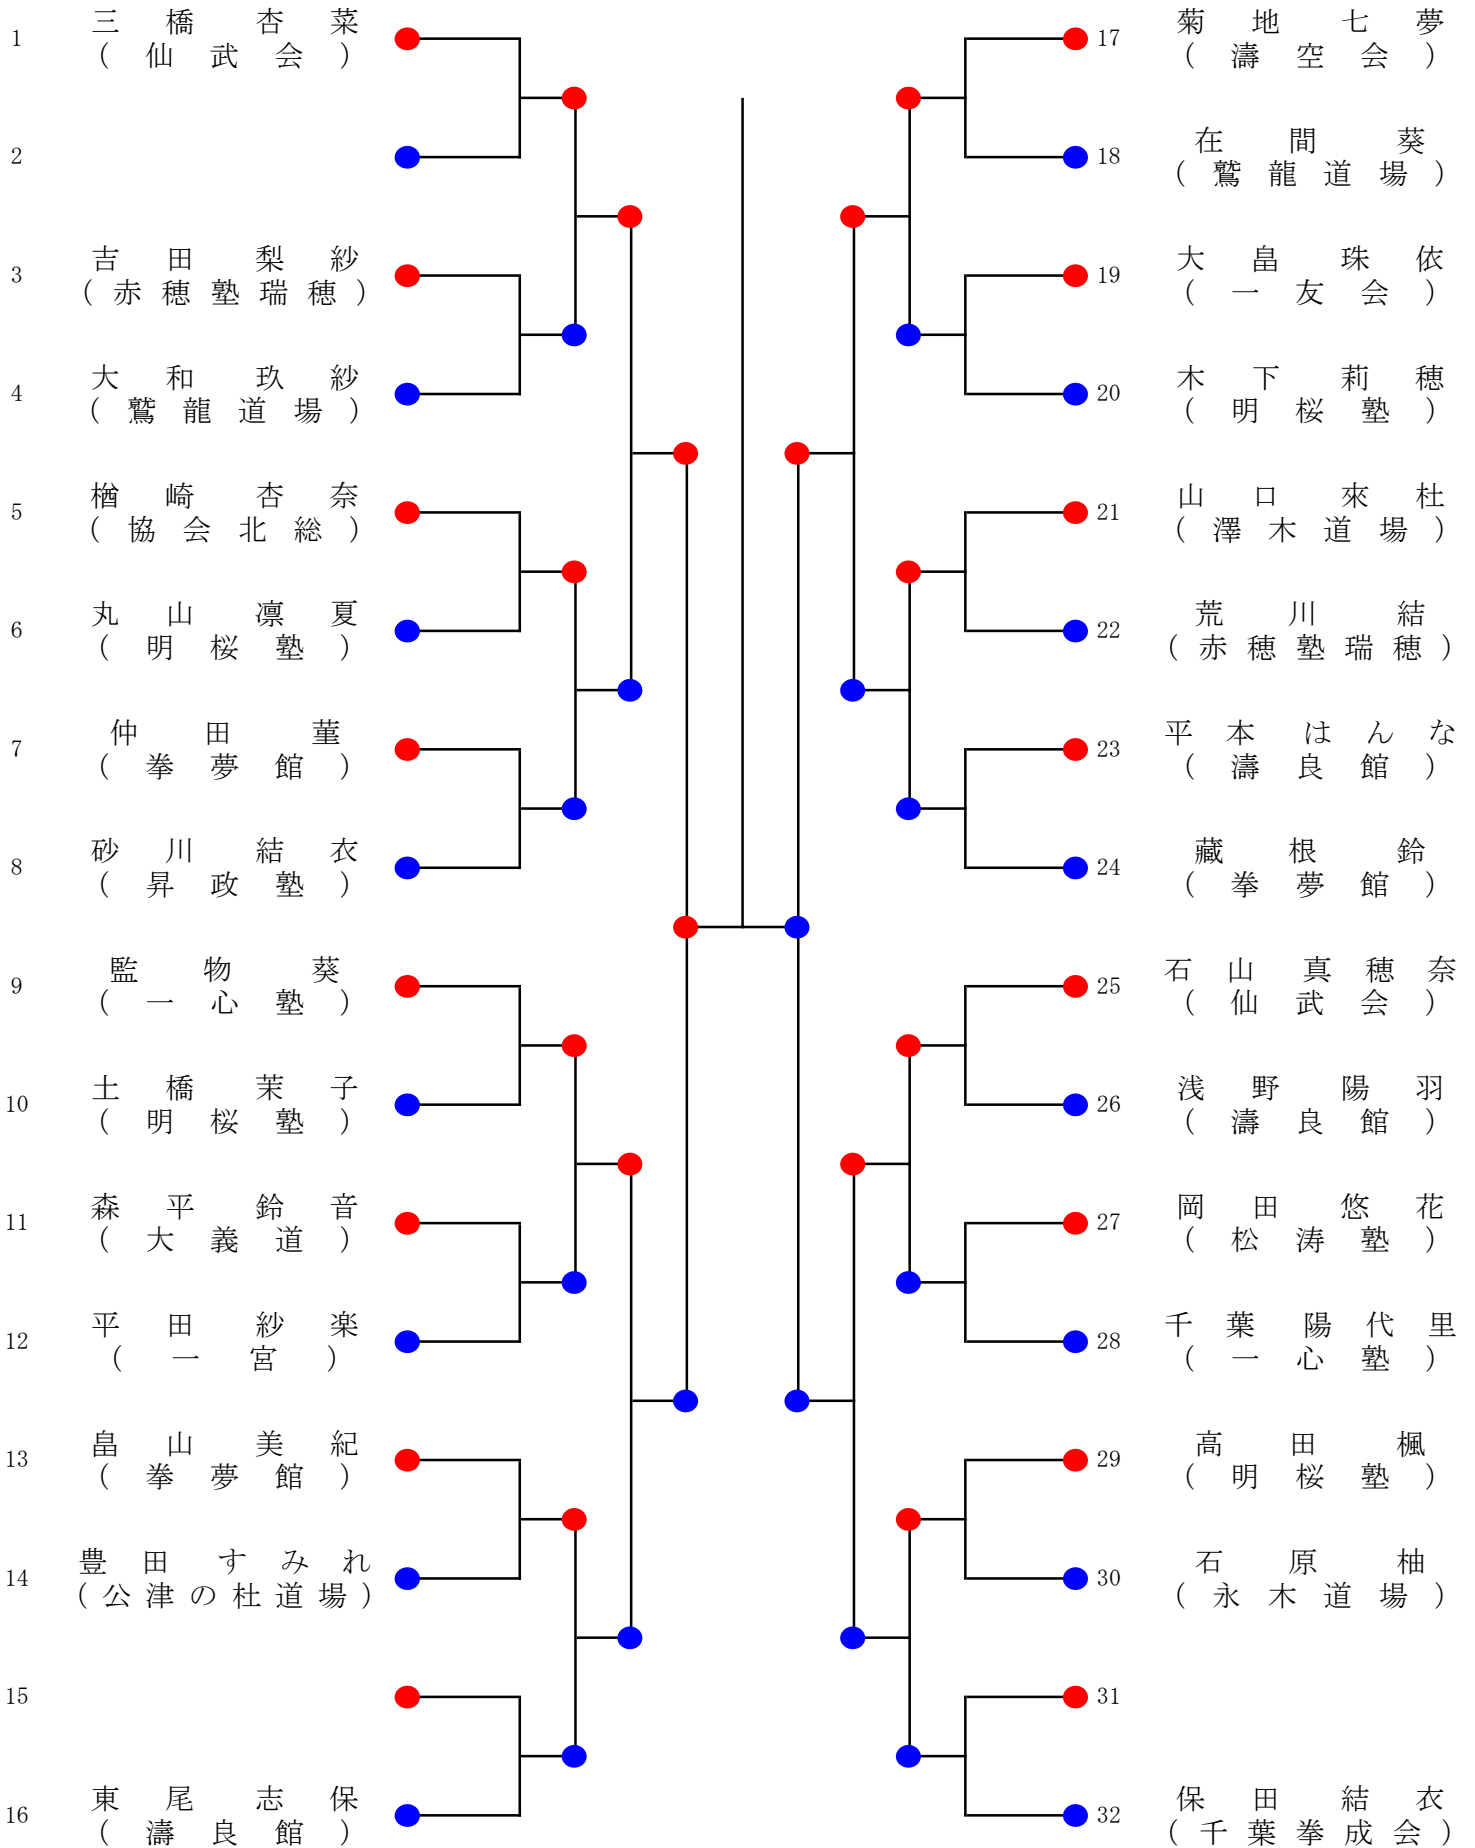 1
三橋 杏菜
(仙武会)
2
3
吉田 梨紗
(赤穂塾瑞穂)
4
大和 玖紗
(鷲龍道場)
5
楢崎 杏奈
(協会北総)
6
丸山 凛夏
(明桜塾)
7
仲田 菫
(拳夢館)
8
砂川 結衣
(昇政塾)
9
監物 葵
(一心塾)
10
土橋 茉子
(明桜塾)
11
森平 鈴音
(大義道)
12
平田 紗楽
(一宮)
13
畠山 美紀
(拳夢館)
14
豊田 すみれ
(公津の杜道場)
15
16
東尾 志保
(濤良館)
17
菊地 七夢
(濤空会)
18
在間 葵
(鷲龍道場)
19
大畠 珠依
(一友会)
20
木下 莉穂
(明桜塾)
21
山口 來杜
(澤木道場)
22
荒川 結
(赤穂塾瑞穂)
23
平本 はんな
(濤良館)
24
藏根 鈴
(拳夢館)
25
石山 真穂奈
(仙武会)
26
浅野 陽羽
(濤良館)
27
岡田 悠花
(松涛塾)
28
千葉 陽代里
(一心塾)
29
高田 楓
(明桜塾)
30
石原 柚
(永木道場)
31
32
保田 結衣
(千葉拳成会)